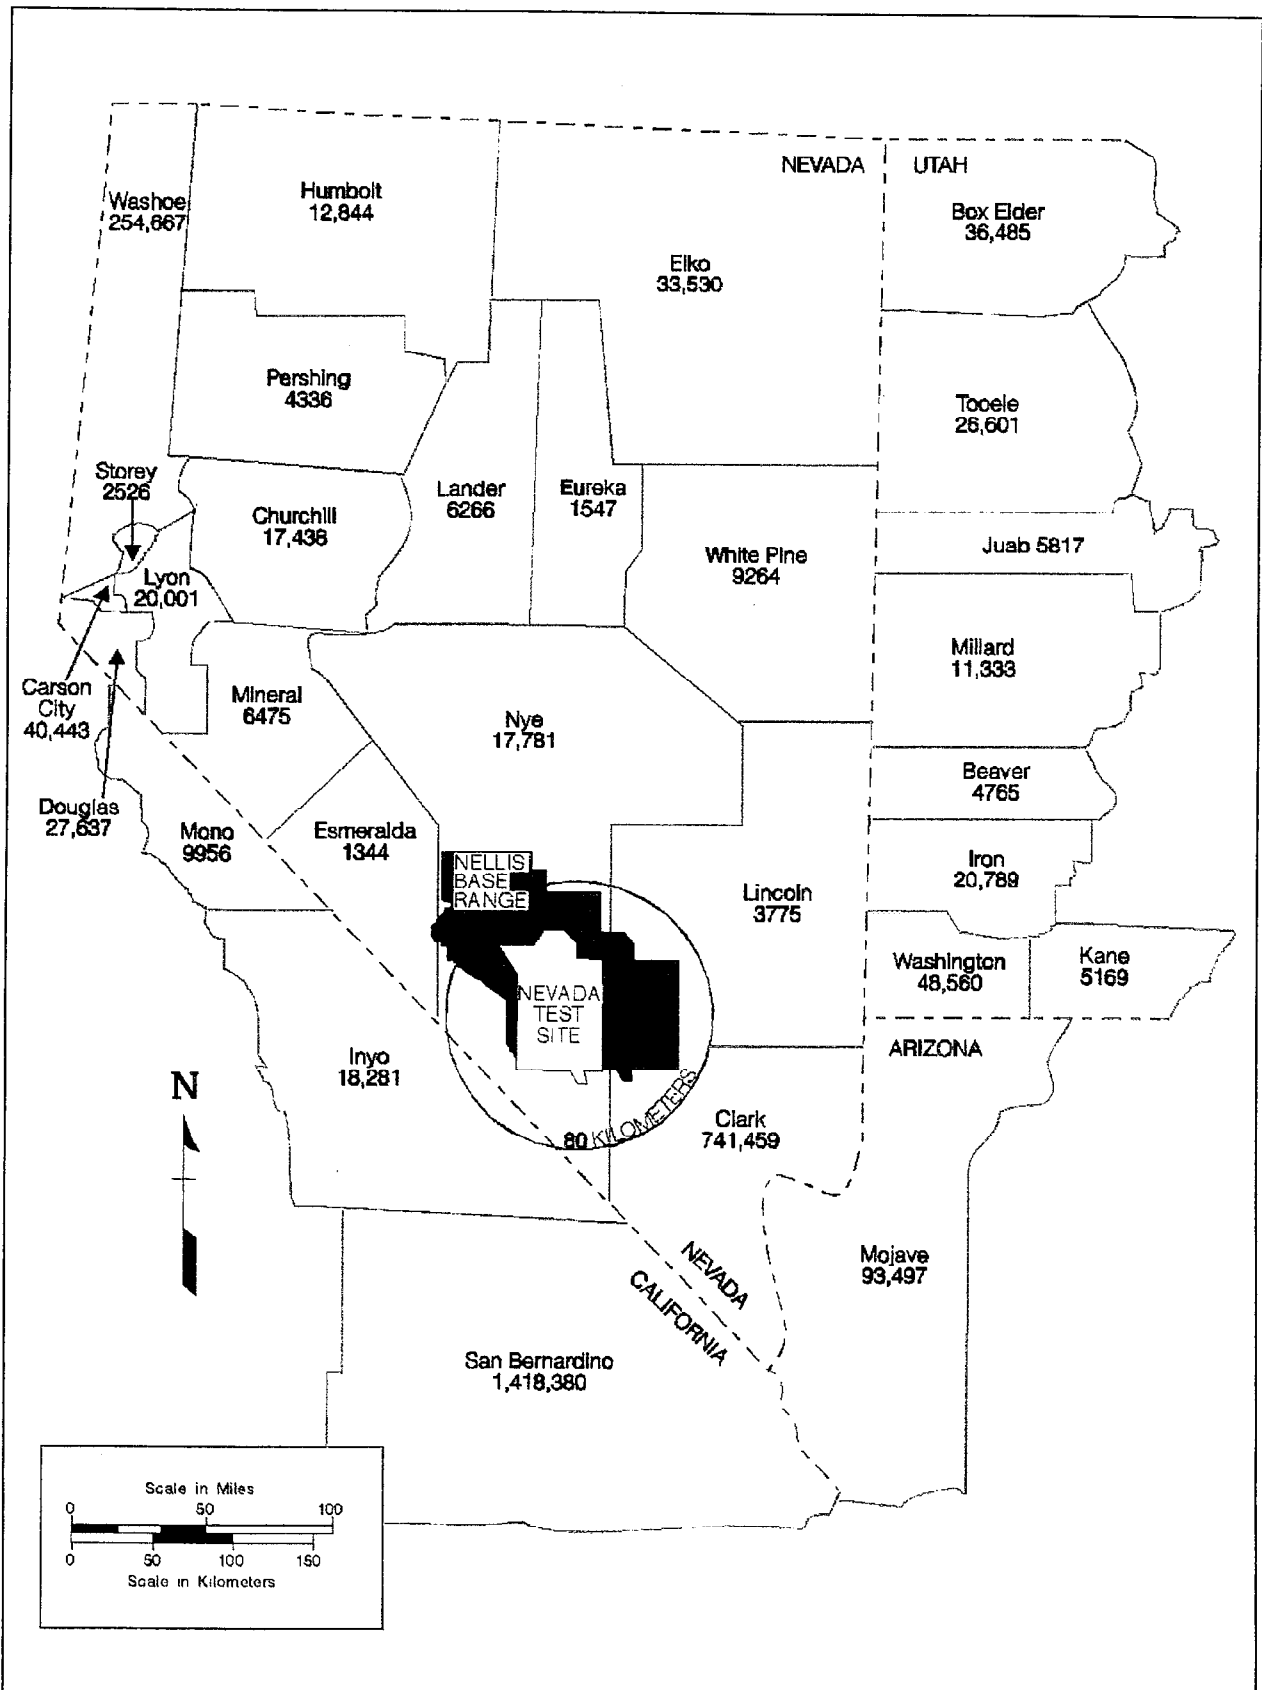 NEVADA
UTAH
Washoe
254,667
Humbolt
12,844
Elko
33,530
Box Elder
36,485
Pershing
4336
Tooele
26,601
Storey
2526
Churchill
17,438
Lander
6266
Eureka
1547
White Pine
9264
Juab 5817
Lyon
20,001
Millard
11,333
Carson
City
40,443
Mineral
6475
Nye
17,781
Beaver
4765
Douglas
27,637
Mono
9956
Esmeralda
1344
Iron
20,789
NELLIS
BASE
RANGE
Lincoln
3775
Washington
48,560
Kane
5169
NEVADA
TEST
SITE
Inyo
18,281
ARIZONA
N
80 KILOMETERS
Clark
741,459
NEVADA
CALIFORNIA
Mojave
93,497
San Bernardino
1,418,380
Scale in Miles
0 50 100
0 50 100 150
Scale in Kilometers